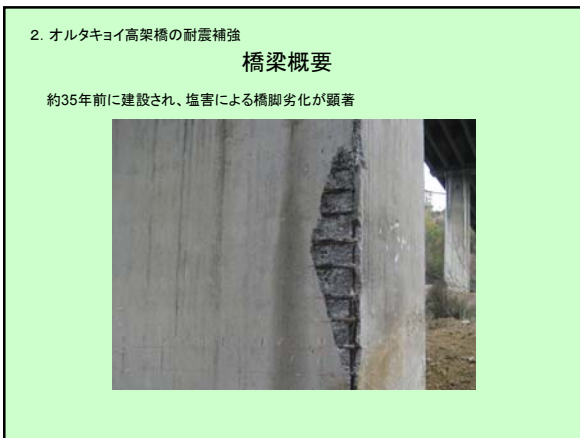 2. オルタキョイ高架橋の耐震補強
橋梁概要
約35年前に建設され、塩害による橋脚劣化が顕著